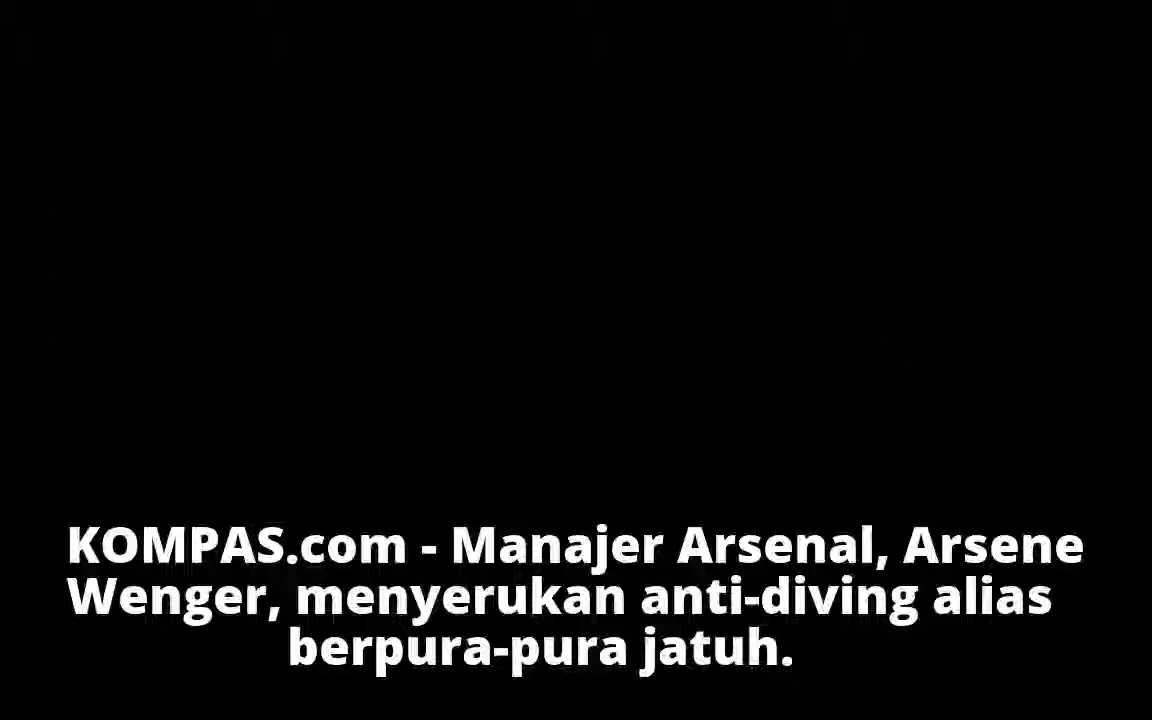 KOMPAS.com - Manajer Arsenal, Arsene
Wenger, menyerukan anti-diving alias
berpura-pura jatuh.